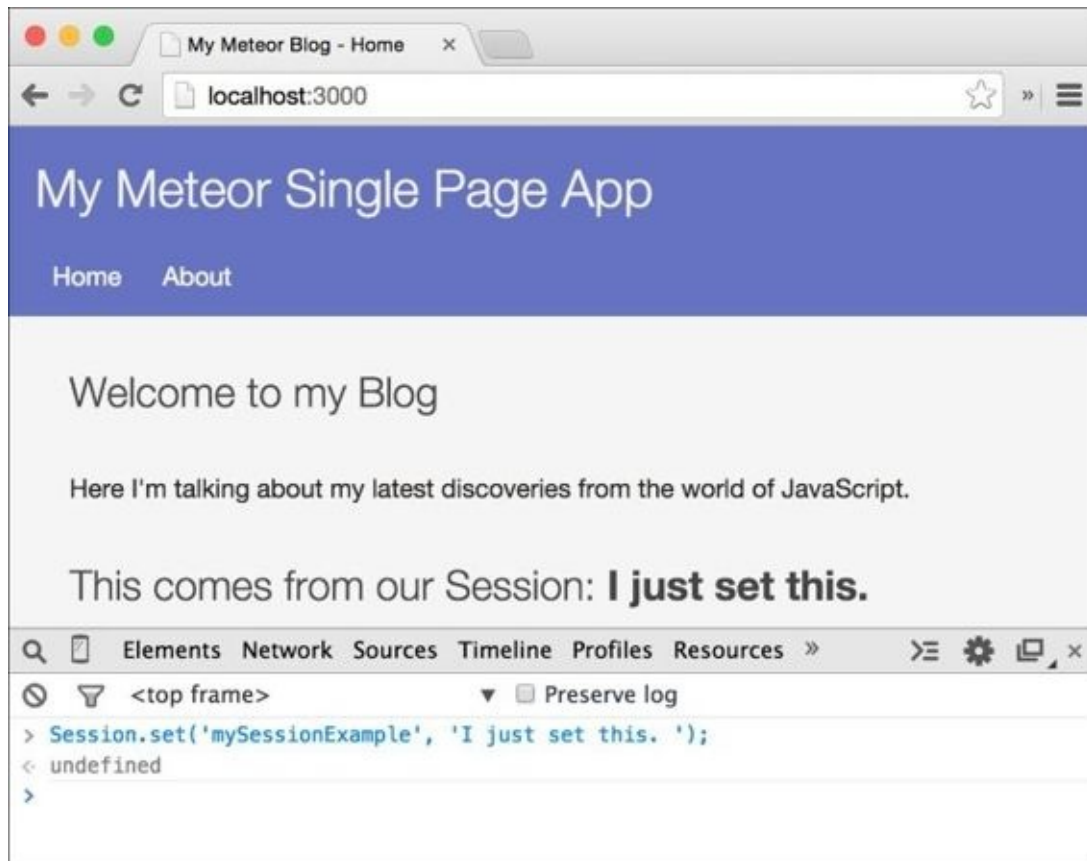 My Meteor Blog - Home
localhost:3000
My Meteor Single Page App
Home About
Welcome to my Blog
Here I'm talking about my latest discoveries from the world of JavaScript.
This comes from our Session: I just set this.
Elements Network Sources Timeline Profiles Resources »
<top frame> Preserve log
Session.set('mySessionExample', 'I just set this. ');
undefined